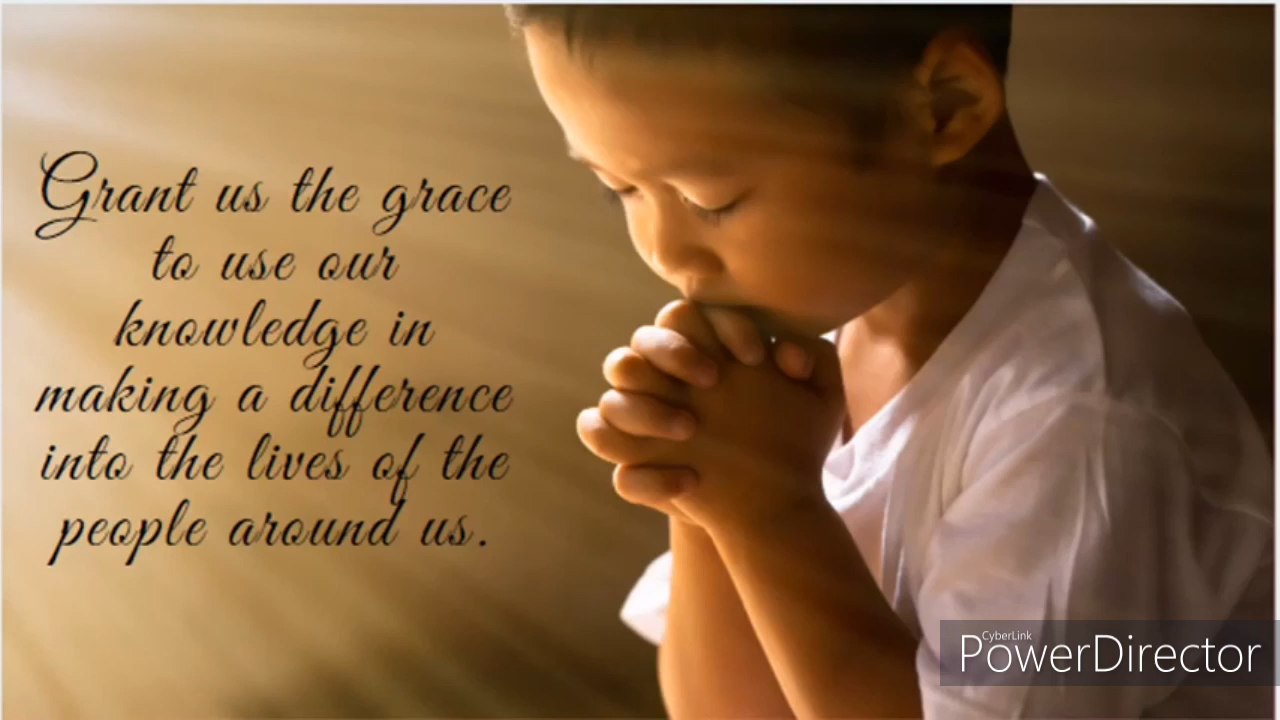 Grant us the grace
to use our
knowledge in
making a difference
into the lives of the
people around us.
CyberLink
PowerDirector